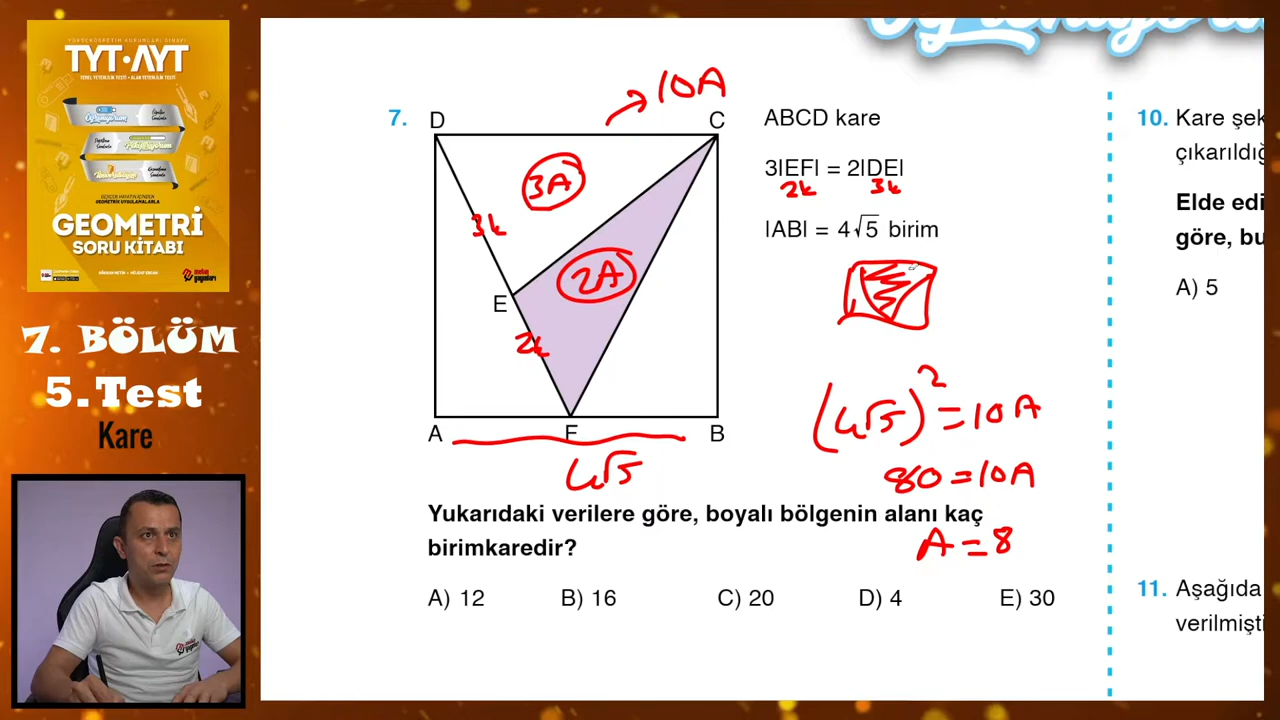 TYT•AYT
GEOMETRİ
SORU KİTABI
7. BÖLÜM
5.Test
Kare
7.
D
C
10A
3A
3k
2A
E
2k
A
F
B
4√5
ABCD kare
3|EF| = 2|DE|
2k 3k
|AB| = 4√5 birim
(4√5)² = 10A
80 = 10A
A = 8
Yukarıdaki verilere göre, boyalı bölgenin alanı kaç
birimkaredir?
A) 12 B) 16 C) 20 D) 4 E) 30
10. Kare şek
çıkarıldığ
Elde edi
göre, bu
A) 5
11. Aşağıda
verilmişti